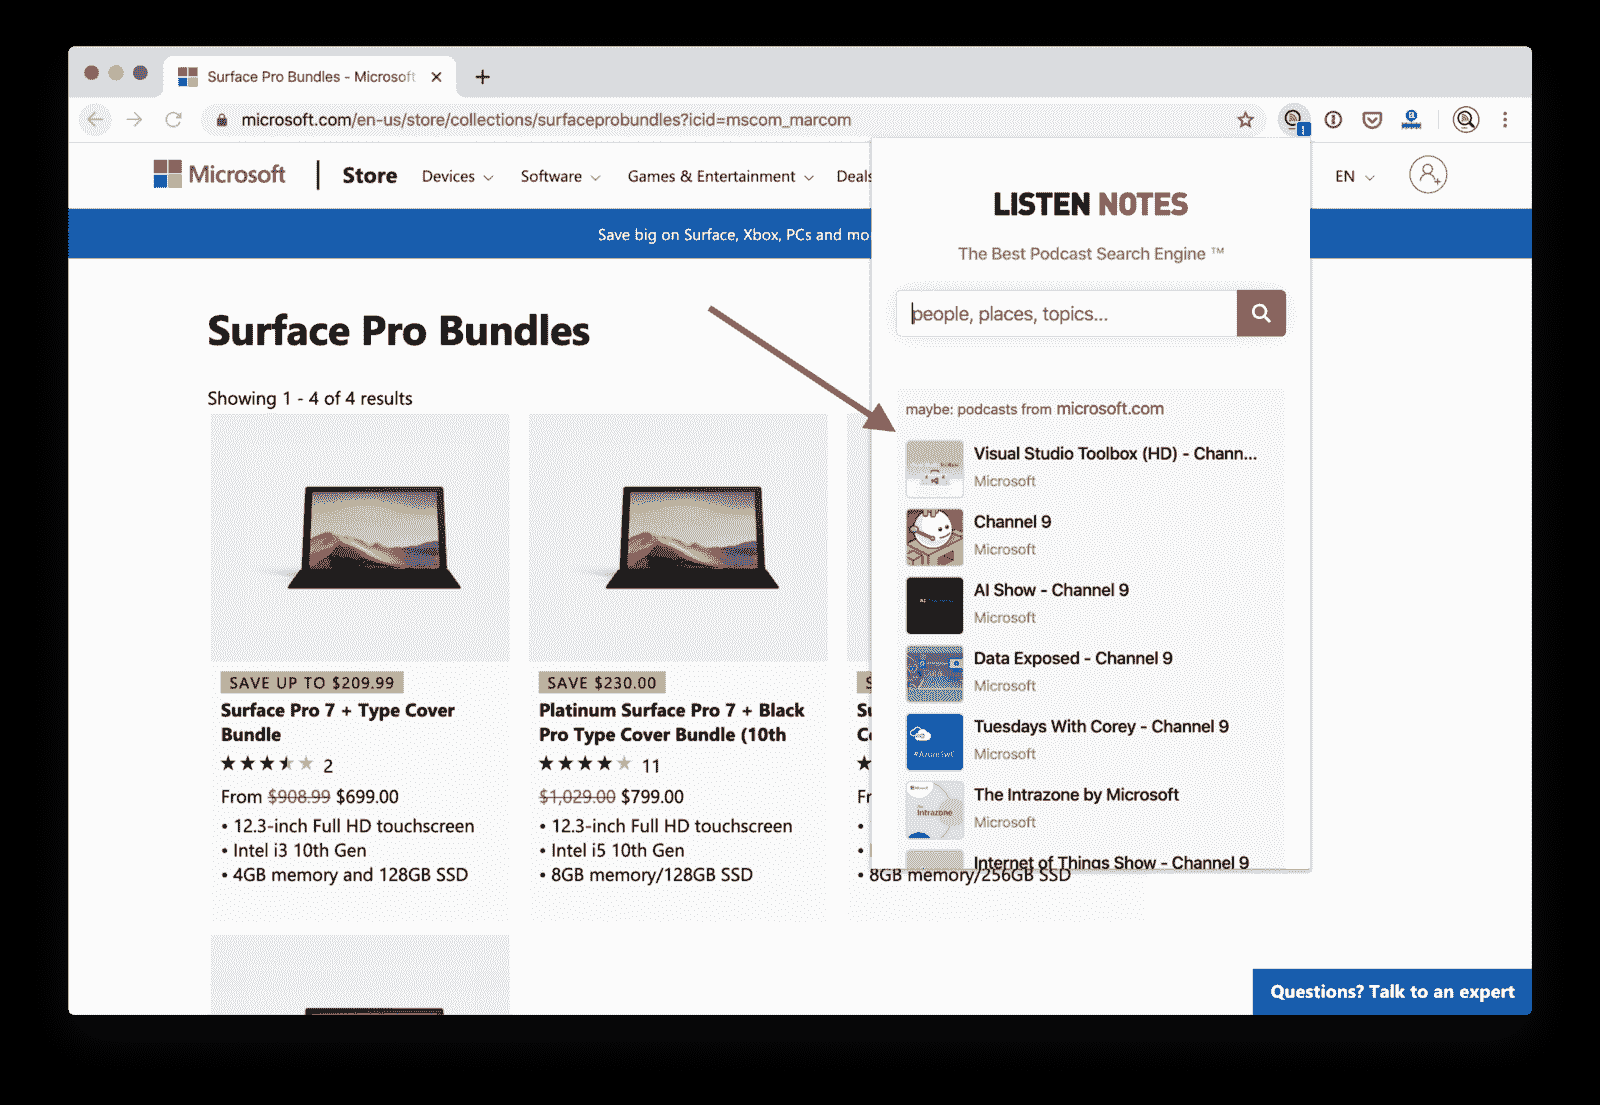 Surface Pro Bundles - Microsoft
microsoft.com/en-us/store/collections/surfaceprobundles?icid=mscom_marcom
1
Microsoft
Store
Devices
Software
Games & Entertainment
Deals
EN
Save big on Surface, Xbox, PCs and mo
Surface Pro Bundles
Showing 1 - 4 of 4 results
SAVE UP TO $209.99
Surface Pro 7 + Type Cover
Bundle
2
From $908.99 $699.00
• 12.3-inch Full HD touchscreen
• Intel i3 10th Gen
• 4GB memory and 128GB SSD
SAVE $230.00
Platinum Surface Pro 7 + Black
Pro Type Cover Bundle (10th
11
$1,029.00 $799.00
• 12.3-inch Full HD touchscreen
• Intel i5 10th Gen
• 8GB memory/128GB SSD
• 8GB memory/256GB SSD
LISTEN NOTES
The Best Podcast Search Engine ™
people, places, topics...
maybe: podcasts from microsoft.com
Visual Studio Toolbox (HD) - Chann...
Microsoft
Channel 9
Microsoft
AI Show - Channel 9
Microsoft
Data Exposed - Channel 9
Microsoft
Tuesdays With Corey - Channel 9
Microsoft
The Intrazone by Microsoft
Microsoft
Intrazone
Internet of Things Show - Channel 9
Questions? Talk to an expert